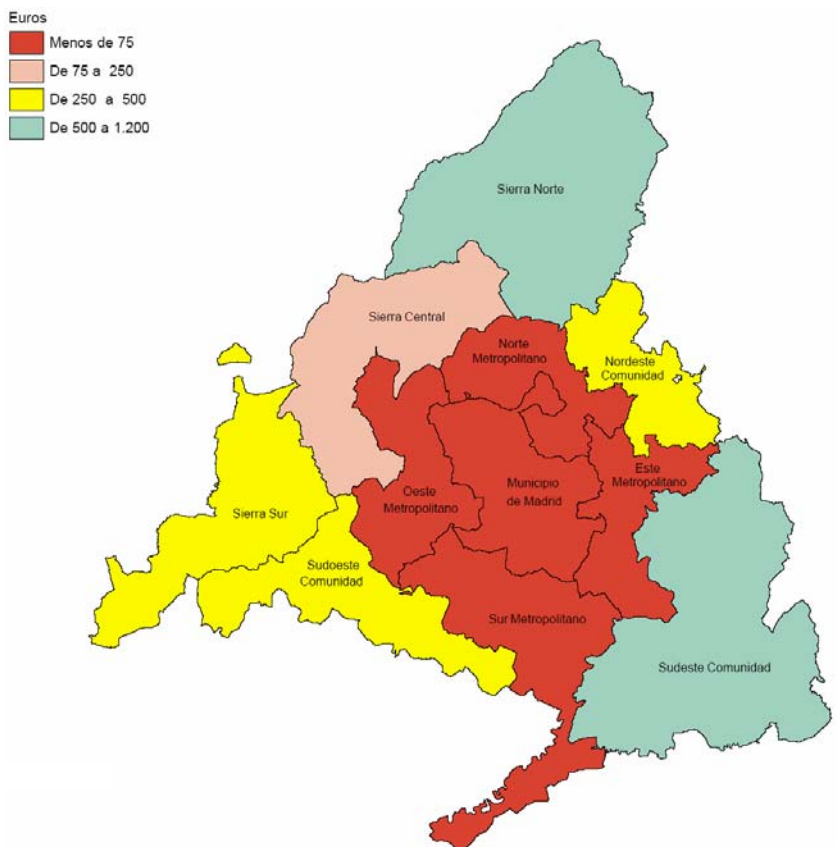 Euros
Menos de 75
De 75 a 250
De 250 a 500
De 500 a 1.200
Sierra Norte
Sierra Central
Norte
Metropolitano
Nordeste
Comunidad
Este
Metropolitano
Oeste
Metropolitano
Municipio
de Madrid
Sierra Sur
Sudoeste
Comunidad
Sur Metropolitano
Sudeste Comunidad